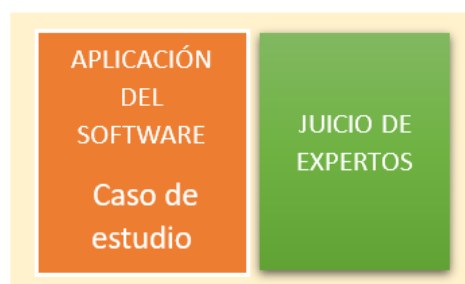 APLICACIÓN
DEL
SOFTWARE
Caso de
estudio
JUICIO DE
EXPERTOS